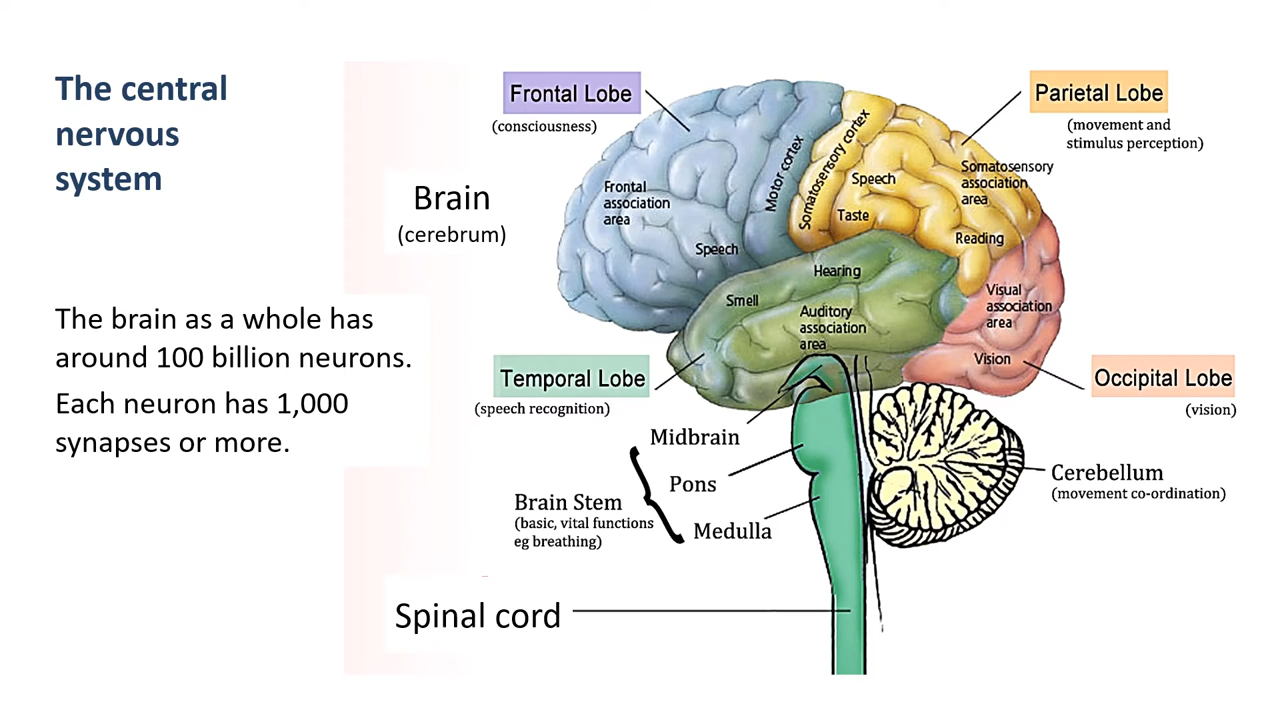 The central
nervous
system
The brain as a whole has
around 100 billion neurons.
Each neuron has 1,000
synapses or more.
Brain
(cerebrum)
Frontal Lobe
(consciousness)
Parietal Lobe
(movement and
stimulus perception)
Frontal
association
area
Speech
Motor cortex
Somatosensory cortex
Speech
Taste
Somatosensory
association
area
Reading
Hearing
Smell
Auditory
association
area
Visual
association
area
Vision
Temporal Lobe
(speech recognition)
Occipital Lobe
(vision)
Midbrain
Pons
Medulla
Brain Stem
(basic, vital functions
eg breathing)
Cerebellum
(movement co-ordination)
Spinal cord